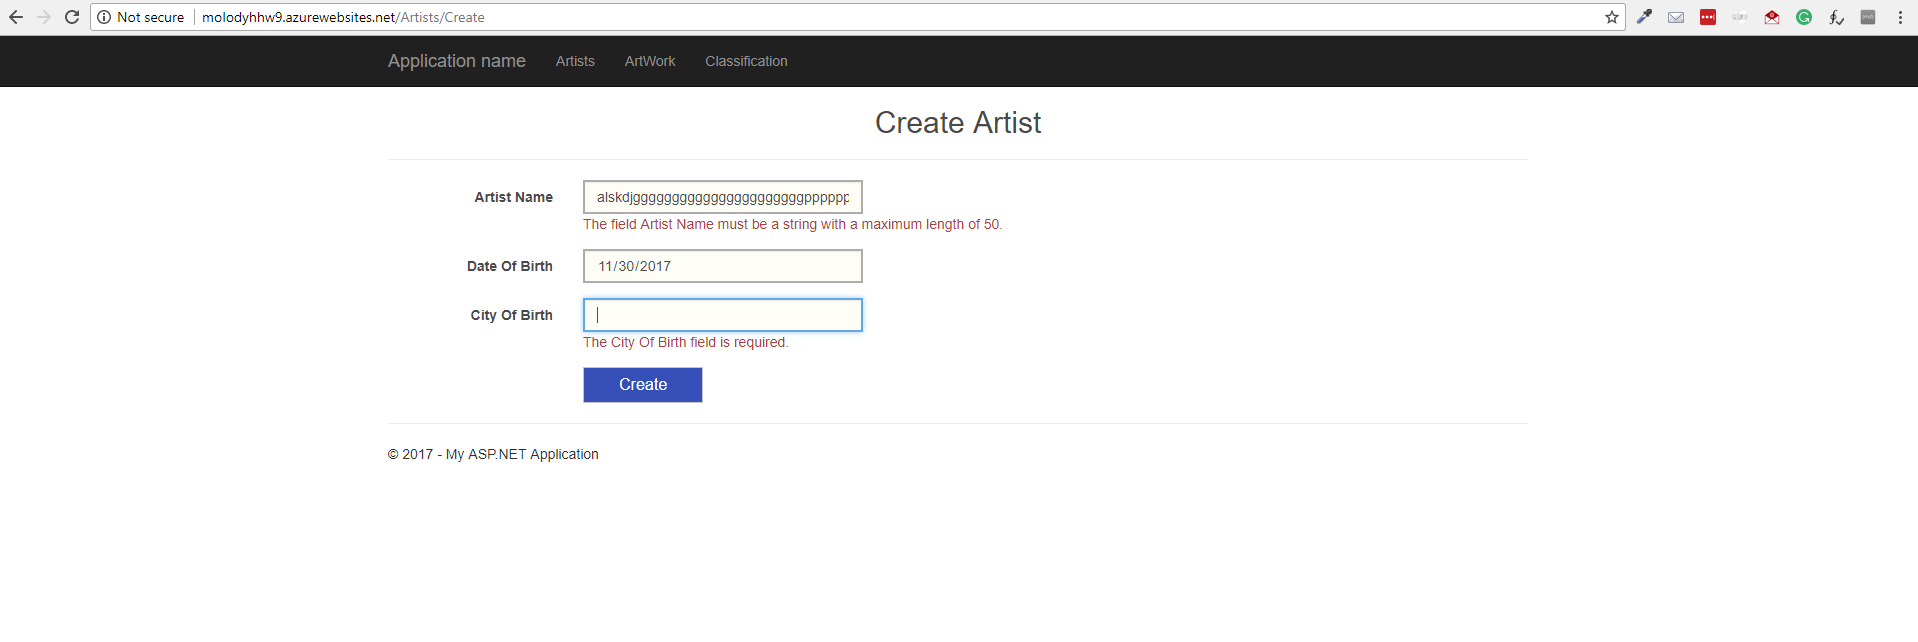 Not secure molodyhhw9.azurewebsites.net/Artists/Create
Application name Artists ArtWork Classification
Create Artist
Artist Name
The field Artist Name must be a string with a maximum length of 50.
Date Of Birth 11/30/2017
City Of Birth
The City Of Birth field is required.
Create
© 2017 - My ASP.NET Application